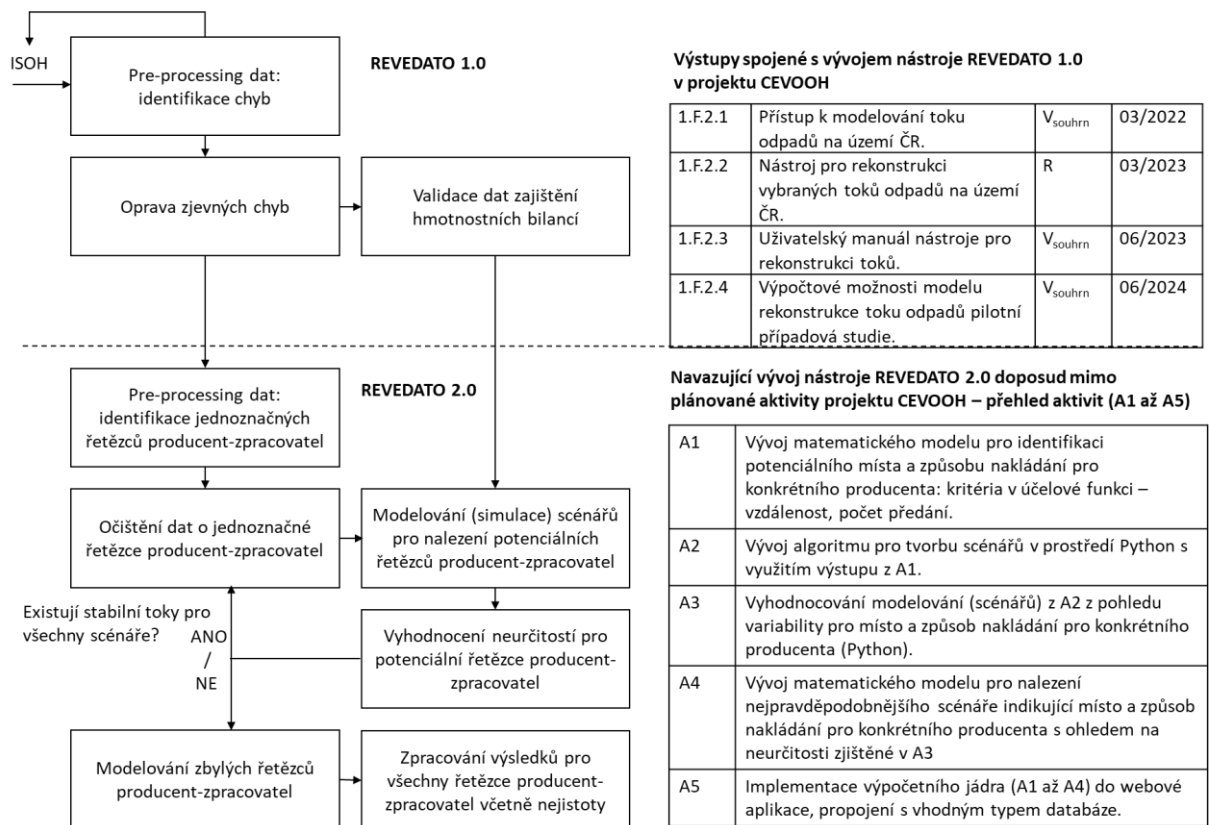 ISOH
Pre-processing dat:
identifikace chyb
REVEDATO 1.0
Oprava zjevných chyb
Validace dat zajištění
hmotnostních bilancí
Výstupy spojené s vývojem nástroje REVEDATO 1.0
v projektu CEVOOH
1.F.2.1 Přístup k modelování toku Vsouhrn 03/2022
odpadů na území ČR.
1.F.2.2 Nástroj pro rekonstrukci R 03/2023
vybraných toků odpadů na území
ČR.
1.F.2.3 Uživatelský manuál nástroje pro Vsouhrn 06/2023
rekonstrukci toků.
1.F.2.4 Výpočtové možnosti modelu Vsouhrn 06/2024
rekonstrukce toku odpadů pilotní
případová studie.
Pre-processing dat:
identifikace jednoznačných
řetězců producent-zpracovatel
REVEDATO 2.0
Očištění dat o jednoznačné
řetězce producent-zpracovatel
Modelování (simulace) scénářů
pro nalezení potenciálních
řetězců producent-zpracovatel
Existují stabilní toky pro
všechny scénáře?
ANO
/
NE
Vyhodnocení neurčitostí pro
potenciální řetězce producent-
zpracovatel
Modelování zbylých řetězců
producent-zpracovatel
Zpracování výsledků pro
všechny řetězce producent-
zpracovatel včetně nejistoty
Navazující vývoj nástroje REVEDATO 2.0 doposud mimo
plánované aktivity projektu CEVOOH – přehled aktivit (A1 až A5)
A1 Vývoj matematického modelu pro identifikaci
potenciálního místa a způsobu nakládání pro
konkrétního producenta: kritéria v účelové funkci –
vzdálenost, počet předání.
A2 Vývoj algoritmu pro tvorbu scénářů v prostředí Python s
využitím výstupu z A1.
A3 Vyhodnocování modelování (scénářů) z A2 z pohledu
variability pro místo a způsob nakládání pro konkrétního
producenta (Python).
A4 Vývoj matematického modelu pro nalezení
nejpravděpodobnějšího scénáře indikující místo a způsob
nakládání pro konkrétního producenta s ohledem na
neurčitosti zjištěné v A3
A5 Implementace výpočetního jádra (A1 až A4) do webové
aplikace, propojení s vhodným typem databáze.